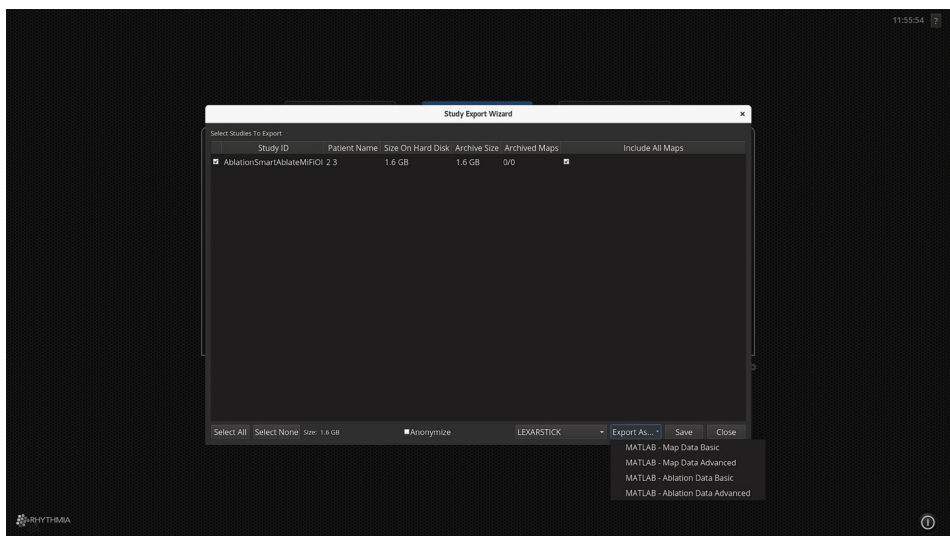 11:55:54 ?
Study Export Wizard ×
Select Studies To Export
Study ID Patient Name Size On Hard Disk Archive Size Archived Maps Include All Maps
AblationSmartAblateMiFiOI 2 3 1.6 GB 1.6 GB 0/0
Select All Select None Size: 1.6 GB Anonymize LEXARSTICK Export As... Save Close
MATLAB - Map Data Basic
MATLAB - Map Data Advanced
MATLAB - Ablation Data Basic
MATLAB - Ablation Data Advanced
RHYTHMIA